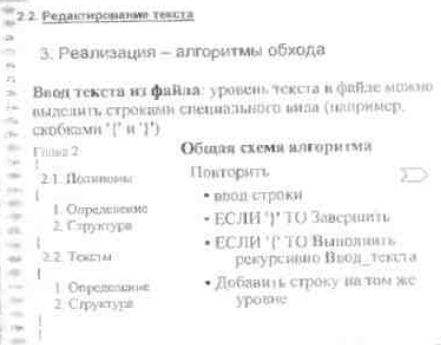 2.2. Редактирование текста
3. Реализация – алгоритмы обхода
Ввод текста из файла: уровень текста в файле можно
выделить строками специального вида (например,
скобками '{' и '}')
Глава 2.
Общая схема алгоритма
{
2.1. Полиномы
{
1. Определение
2. Структура
}
2.2. Тексты
{
1. Определение
2. Структура
}
}
Повторить
• ввод строки
• ЕСЛИ '}' ТО Завершить
• ЕСЛИ '{' ТО Выполнить
рекурсивно Ввод_текста
• Добавить строку на том же
уровне